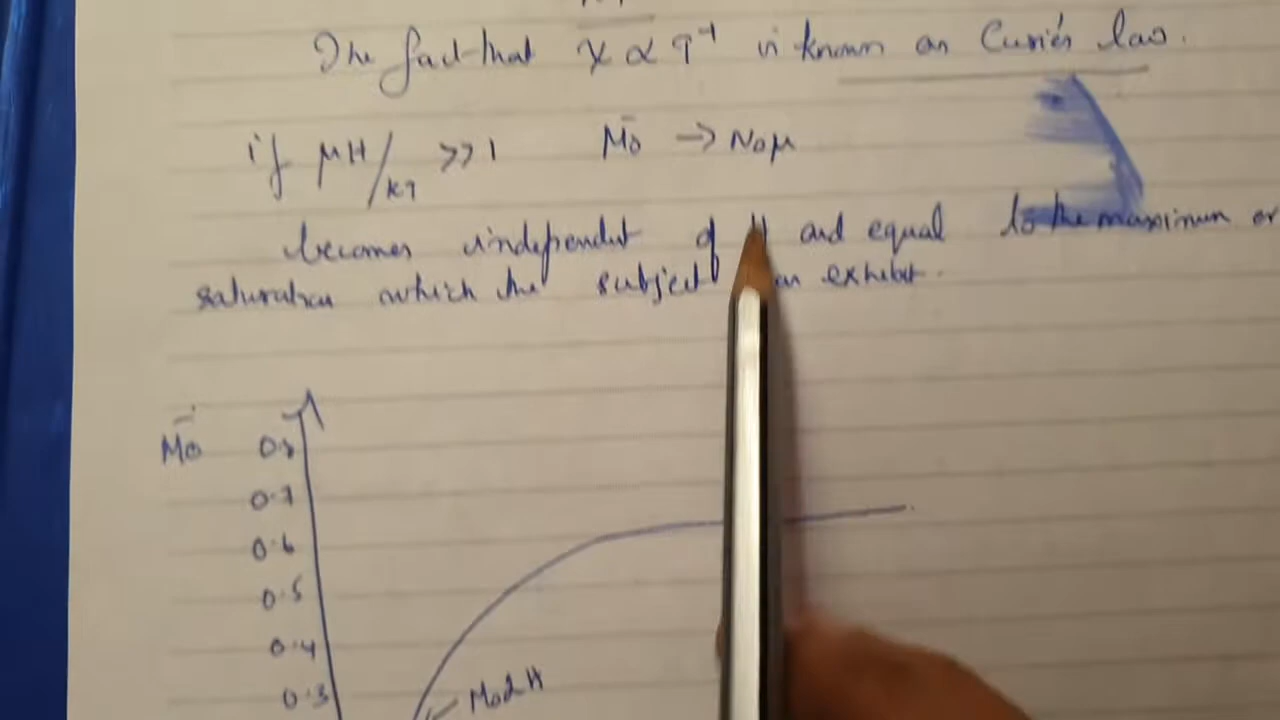 The fact that χ ∝ T⁻¹ is known as Curie's law.
if μH/kT >> 1 M̄o → Noμ
becomes independent of H and equal to the maximum or
saturation which the subject can exhibit.
M̄o 0.8
0.7
0.6
0.5
0.4
0.3
Mo∝H